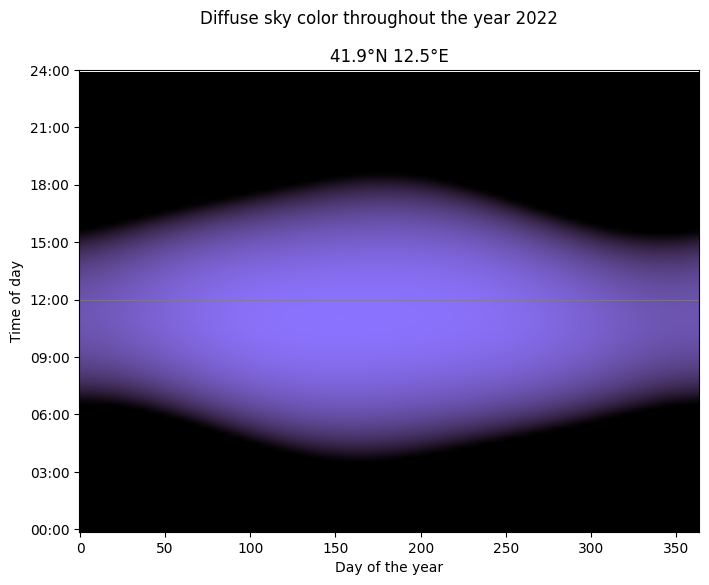 Diffuse sky color throughout the year 2022
41.9°N 12.5°E
24:00
21:00
18:00
15:00
12:00
09:00
06:00
03:00
00:00
Time of day
0 50 100 150 200 250 300 350
Day of the year